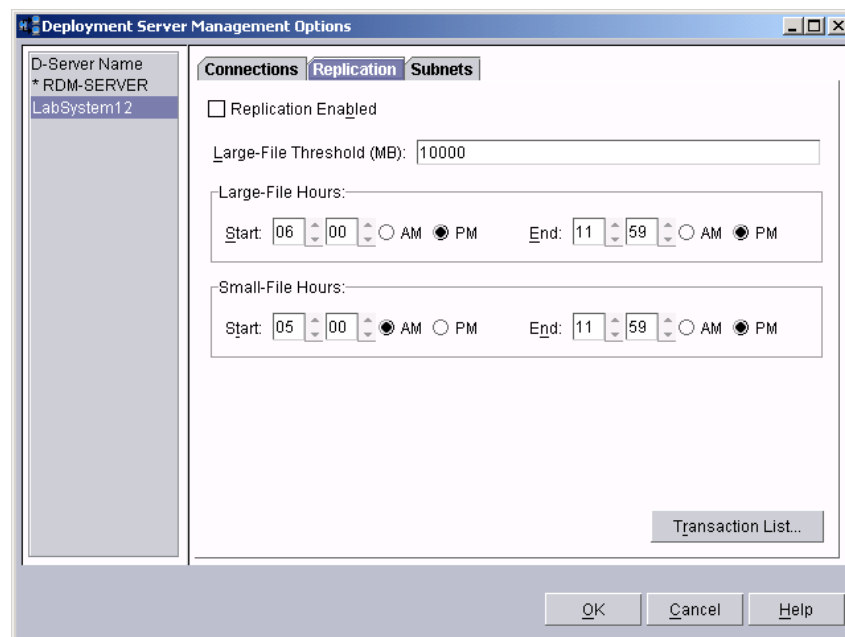 Deployment Server Management Options
D-Server Name
* RDM-SERVER
LabSystem12
Connections Replication Subnets
Replication Enabled
Large-File Threshold (MB): 10000
Large-File Hours:
Start: 06 00 AM PM End: 11 59 AM PM
Small-File Hours:
Start: 05 00 AM PM End: 11 59 AM PM
Transaction List...
OK Cancel Help